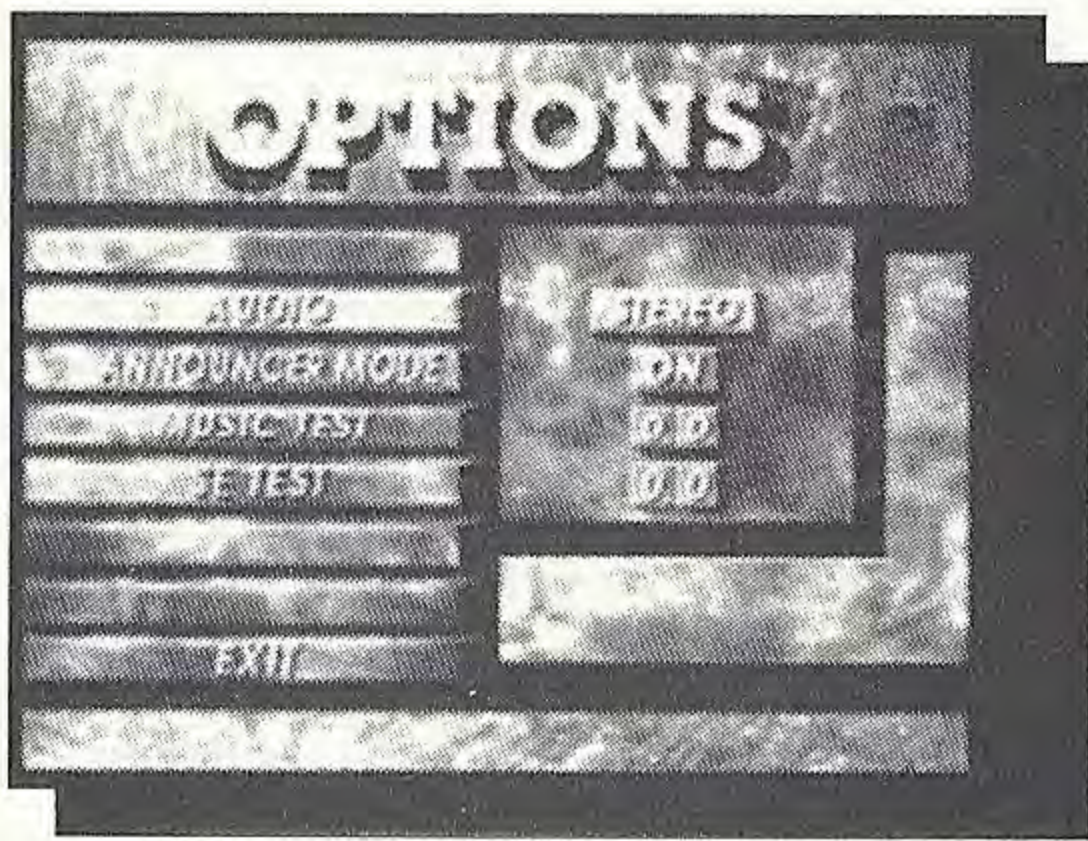 OPTIONS
AUDIO STEREO
ANNOUNCER MODE ON
MUSIC TEST 0 0
SE TEST 0 0
EXIT